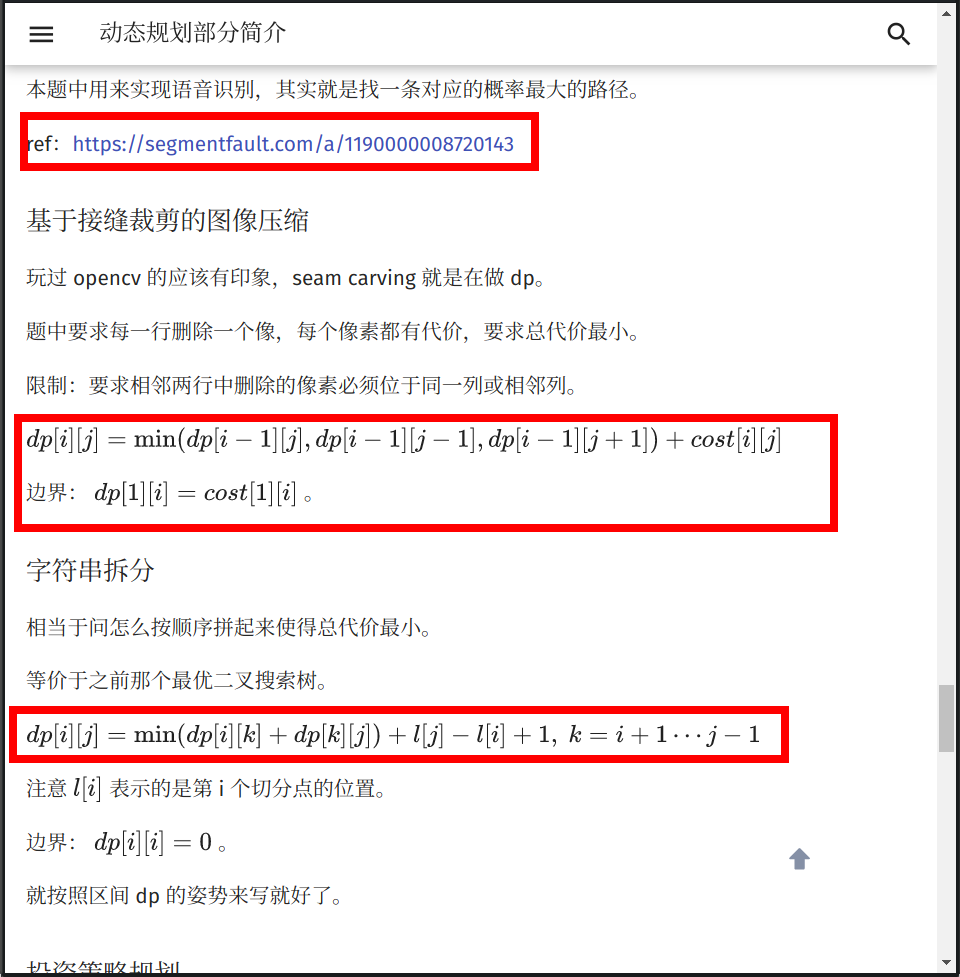 动态规划部分简介
本题中用来实现语音识别，其实就是找一条对应的概率最大的路径。
ref：https://segmentfault.com/a/1190000008720143
基于接缝裁剪的图像压缩
玩过 opencv 的应该有印象，seam carving 就是在做 dp。
题中要求每一行删除一个像，每个像素都有代价，要求总代价最小。
限制：要求相邻两行中删除的像素必须位于同一列或相邻列。
dp[i][j] = min(dp[i − 1][j], dp[i − 1][j − 1], dp[i − 1][j + 1]) + cost[i][j]
边界： dp[1][i] = cost[1][i] 。
字符串拆分
相当于问怎么按顺序拼起来使得总代价最小。
等价于之前那个最优二叉搜索树。
dp[i][j] = min(dp[i][k] + dp[k][j]) + l[j] − l[i] + 1, k = i + 1 ⋯ j − 1
注意 l[i] 表示的是第 i 个切分点的位置。
边界： dp[i][i] = 0 。
就按照区间 dp 的姿势来写就好了。
投资策略规划